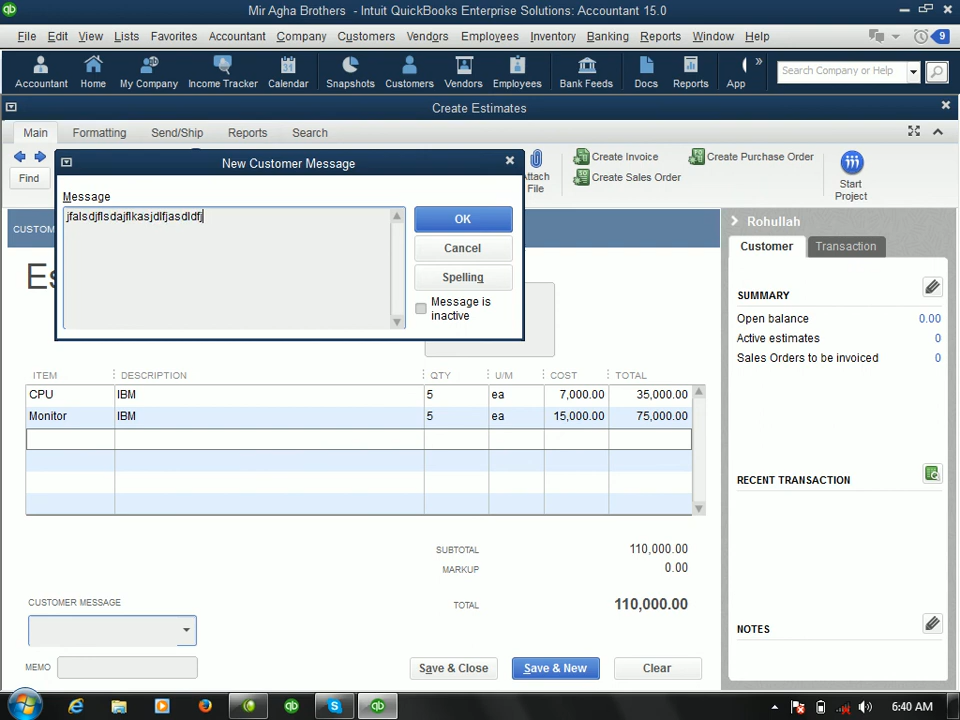 Mir Agha Brothers - Intuit QuickBooks Enterprise Solutions: Accountant 15.0
File Edit View Lists Favorites Accountant Company Customers Vendors Employees Inventory Banking Reports Window Help 9
Accountant Home My Company Income Tracker Calendar Snapshots Customers Vendors Employees Bank Feeds Docs Reports App » Search Company or Help
Create Estimates
Main Formatting Send/Ship Reports Search
Find
New Customer Message
Message
jfalsdjflsdajflkasjdlfjasdldfj
OK
Cancel
Spelling
Message is
inactive
Attach
File
Create Invoice
Create Sales Order
Create Purchase Order
Start
Project
CUSTOM
Es
ITEM DESCRIPTION QTY U/M COST TOTAL
CPU IBM 5 ea 7,000.00 35,000.00
Monitor IBM 5 ea 15,000.00 75,000.00
SUBTOTAL 110,000.00
MARKUP 0.00
TOTAL 110,000.00
CUSTOMER MESSAGE
MEMO
Save & Close Save & New Clear
Rohullah
Customer Transaction
SUMMARY
Open balance 0.00
Active estimates 0
Sales Orders to be invoiced 0
RECENT TRANSACTION
NOTES
6:40 AM